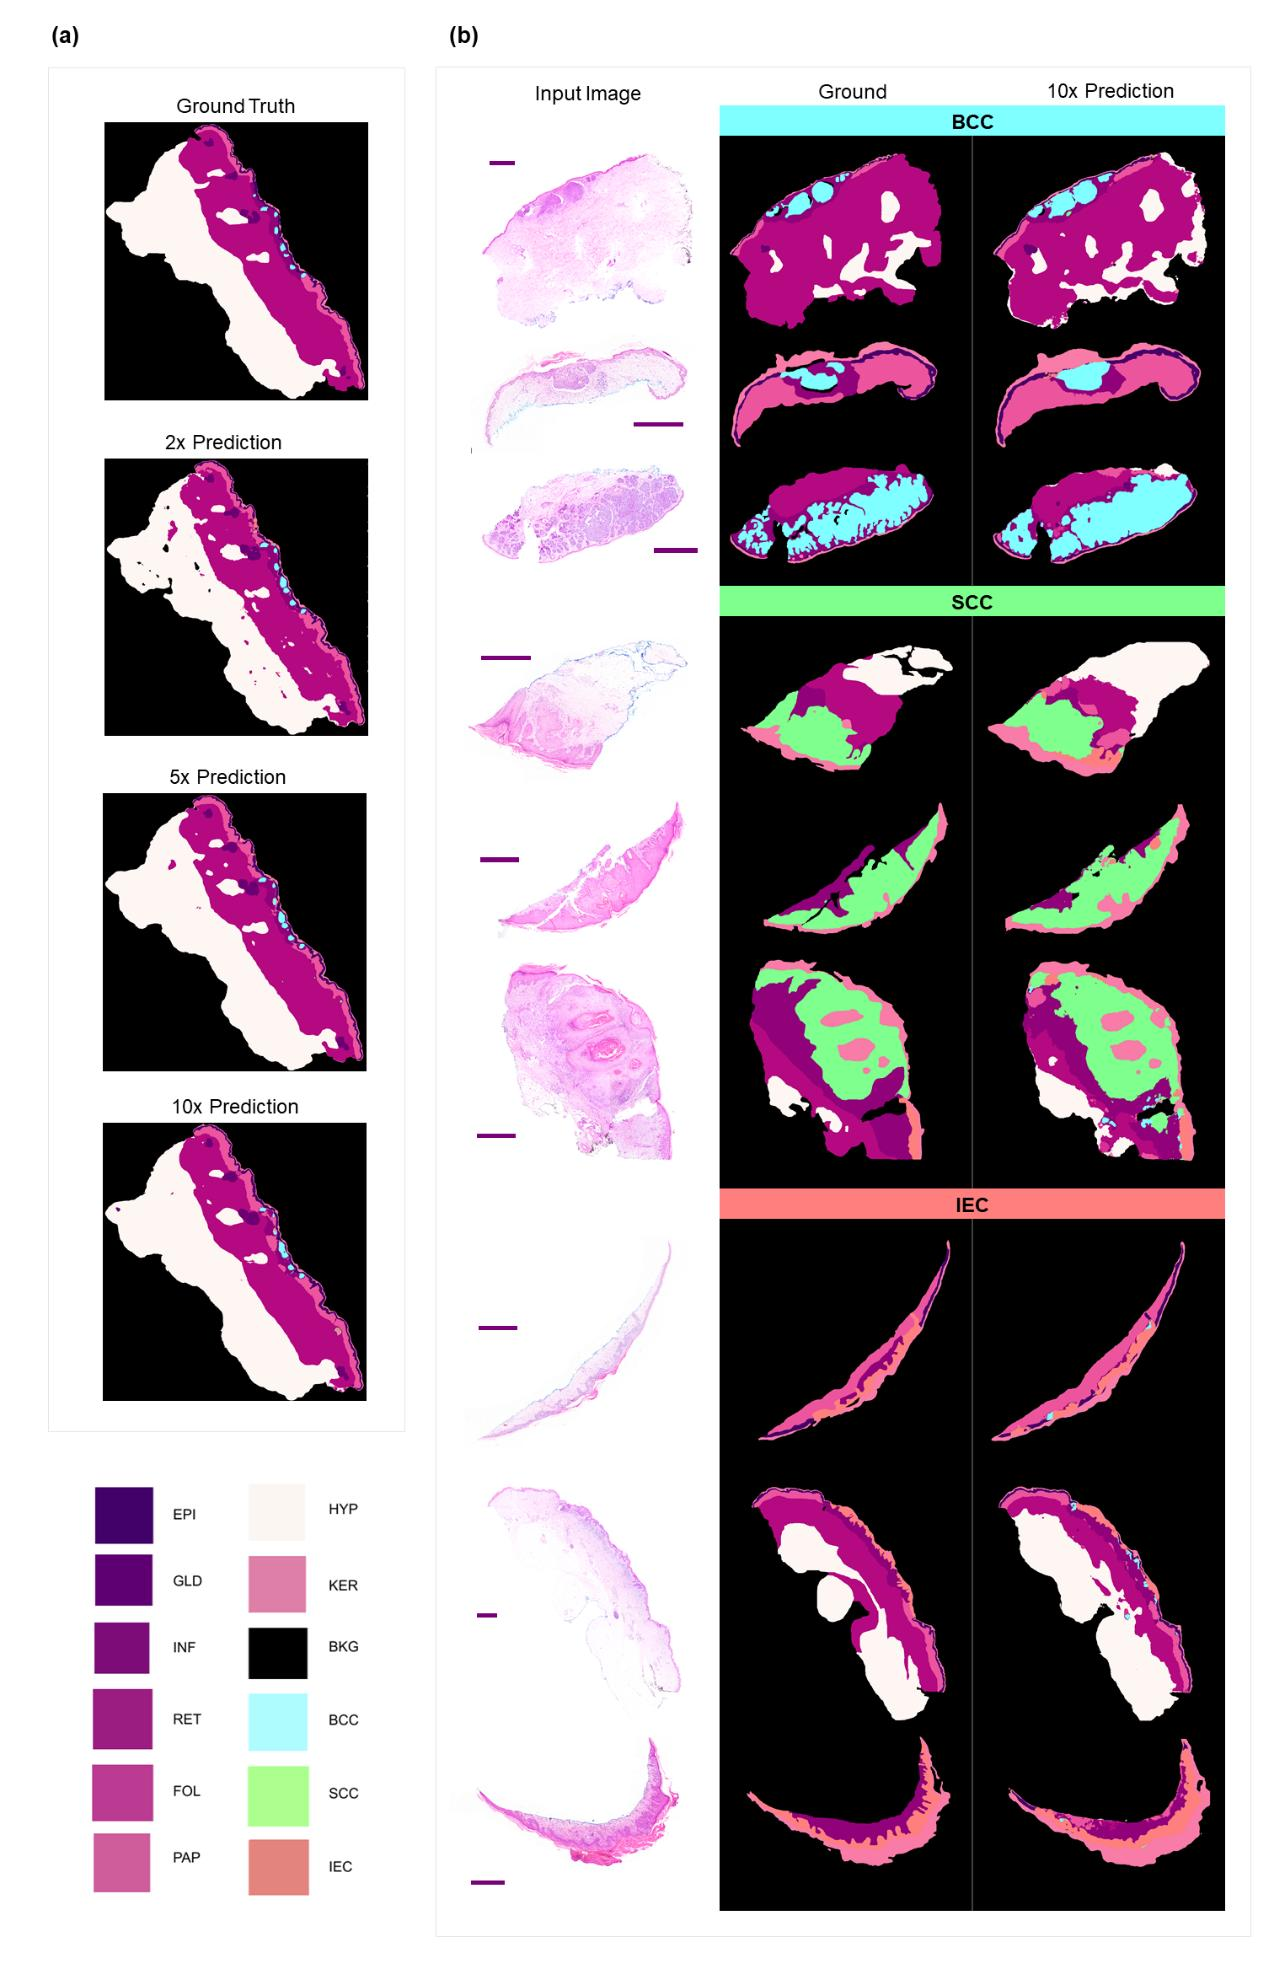 (a)
Ground Truth
2x Prediction
5x Prediction
10x Prediction
EPI
GLD
INF
RET
FOL
PAP
HYP
KER
BKG
BCC
SCC
IEC
(b)
Input Image
Ground
10x Prediction
BCC
SCC
IEC